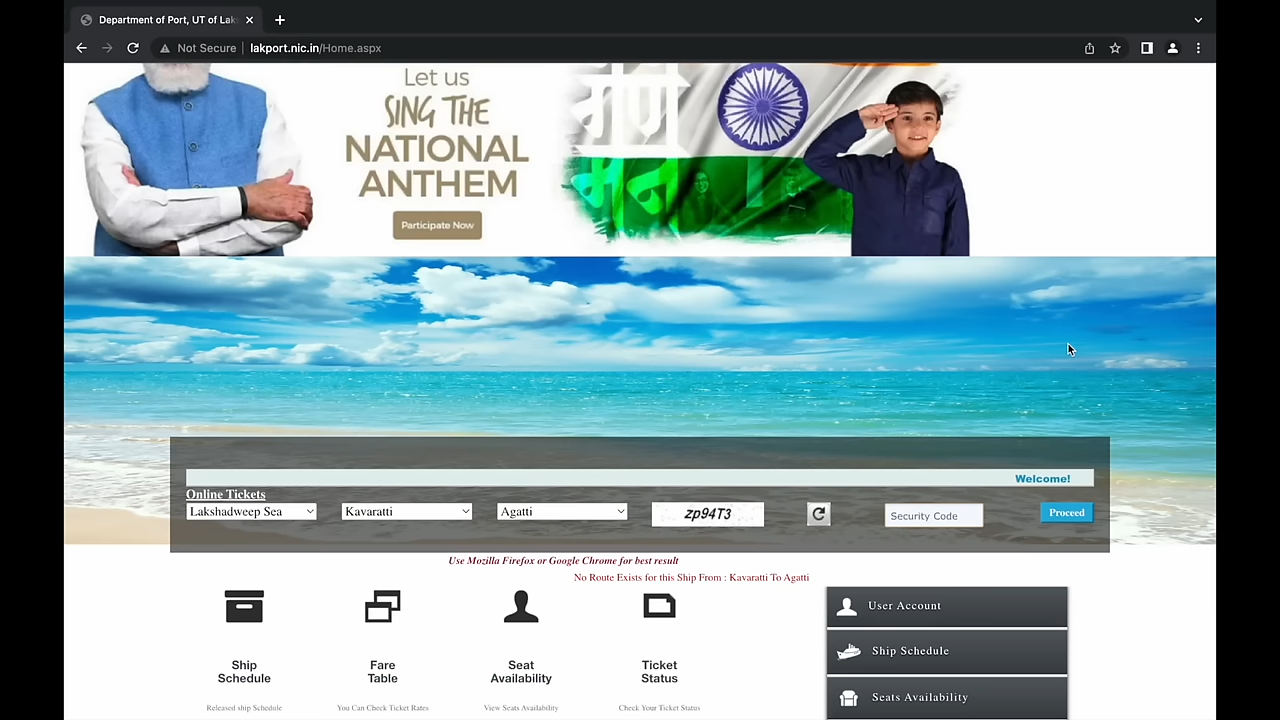 Department of Port, UT of Lak
Not Secure
lakport.nic.in/Home.aspx
Let us
SING THE
NATIONAL
ANTHEM
Participate Now
Welcome!
Online Tickets
Lakshadweep Sea
Kavaratti
Agatti
zp94T3
Security Code
Proceed
Use Mozilla Firefox or Google Chrome for best result
No Route Exists for this Ship From : Kavaratti To Agatti
Ship
Schedule
Released ship Schedule
Fare
Table
You Can Check Ticket Rates
Seat
Availability
View Seats Availability
Ticket
Status
Check Your Ticket Status
User Account
Ship Schedule
Seats Availability